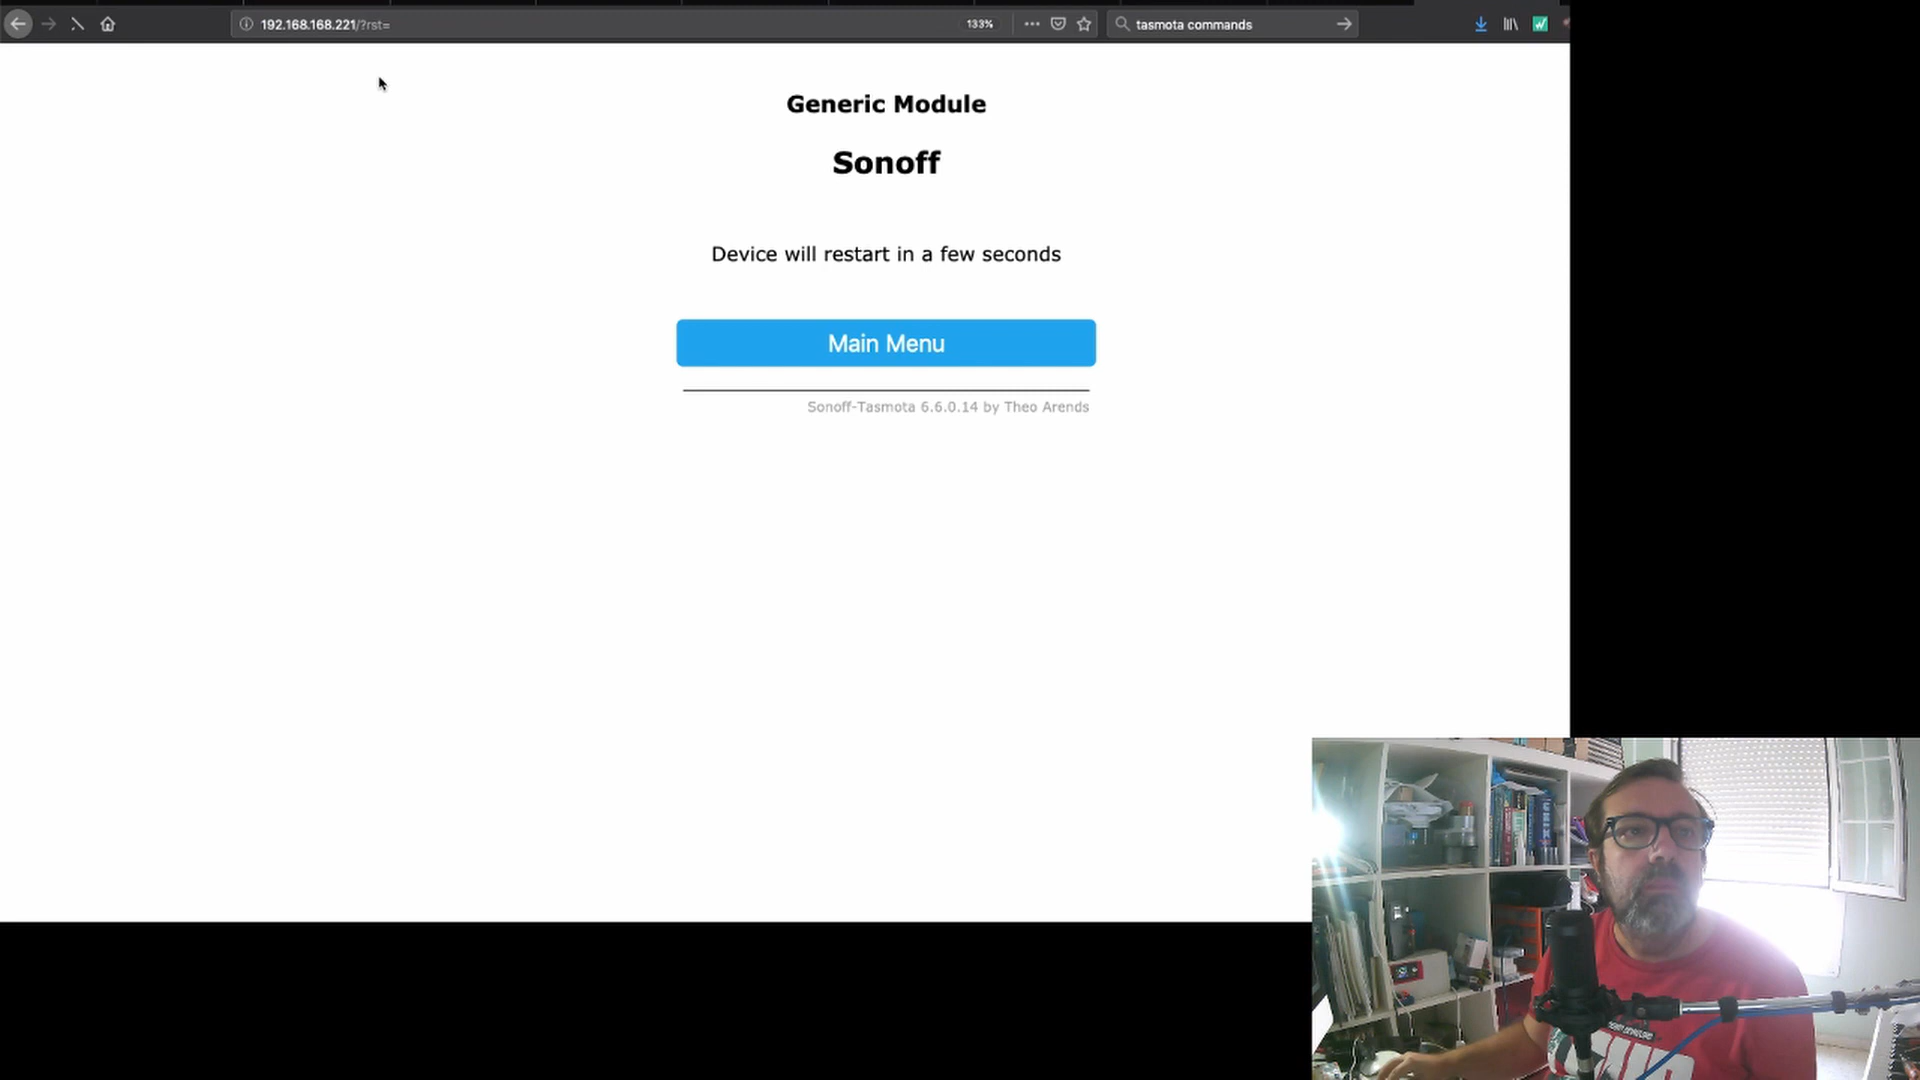 192.168.168.221/?rst=
133%
tasmota commands
Generic Module
Sonoff
Device will restart in a few seconds
Main Menu
Sonoff-Tasmota 6.6.0.14 by Theo Arends